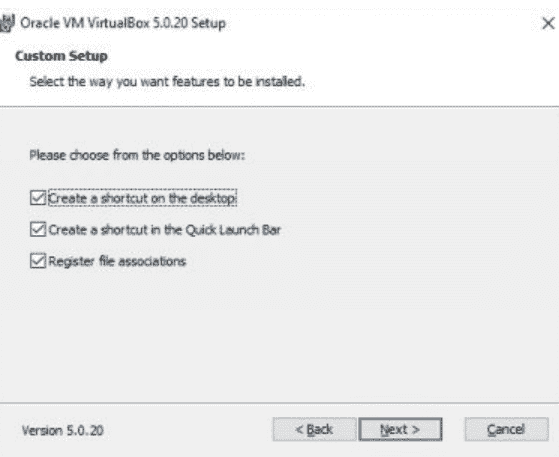 Oracle VM VirtualBox 5.0.20 Setup
Custom Setup
Select the way you want features to be installed.
Please choose from the options below:
Create a shortcut on the desktop
Create a shortcut in the Quick Launch Bar
Register file associations
Version 5.0.20
< Back
Next >
Cancel